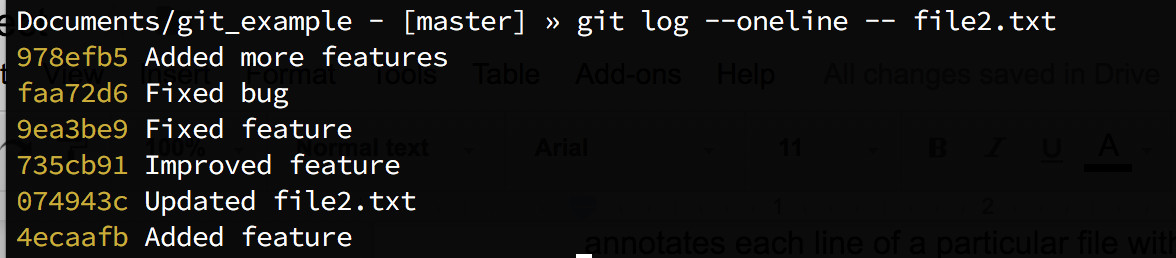 Documents/git_example - [master] » git log --oneline -- file2.txt
978efb5 Added more features
View Insert Format Tools Table Add-ons Help All changes saved in Drive
faa72d6 Fixed bug
9ea3be9 Fixed feature
100% Normal text Arial 11 B I U A
735cb91 Improved feature
074943c Updated file2.txt
1 2
4ecaafb Added feature
annotates each line of a particular file with